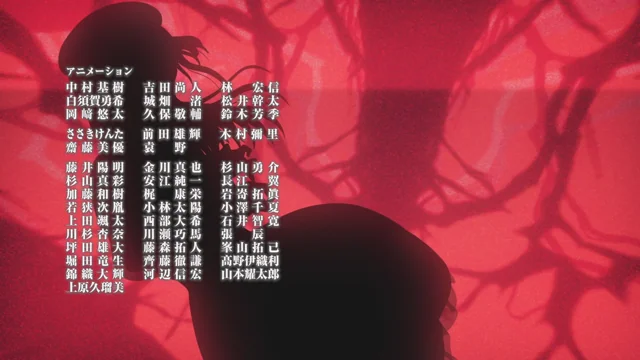 アニメーション
中村基樹 吉田尚人 林宏信
白須賀勇希 城畑渚 松井幹太
岡﨑悠太 久保敬輔 鈴木芳季
ささきけんた 前田雄輝 木村彌里
齋藤美優 袁野
藤井陽明 金川真也 杉山勇介
杉山真彩 安江純一 長江翼
加藤和樹 梶康栄 岩嵜拓眞
若狭次胤 小林太陽 小澤千夏
上田颯太 西部大希 石井智寛
川杉杏奈 川瀬巧馬 張辰
坪田雄大 藤森拓人 峯山拓己
堀田竜生 齊藤徹謙 高野伊織利
錦織大輝 河辺信宏 山本耀太郎
上原久瑠美